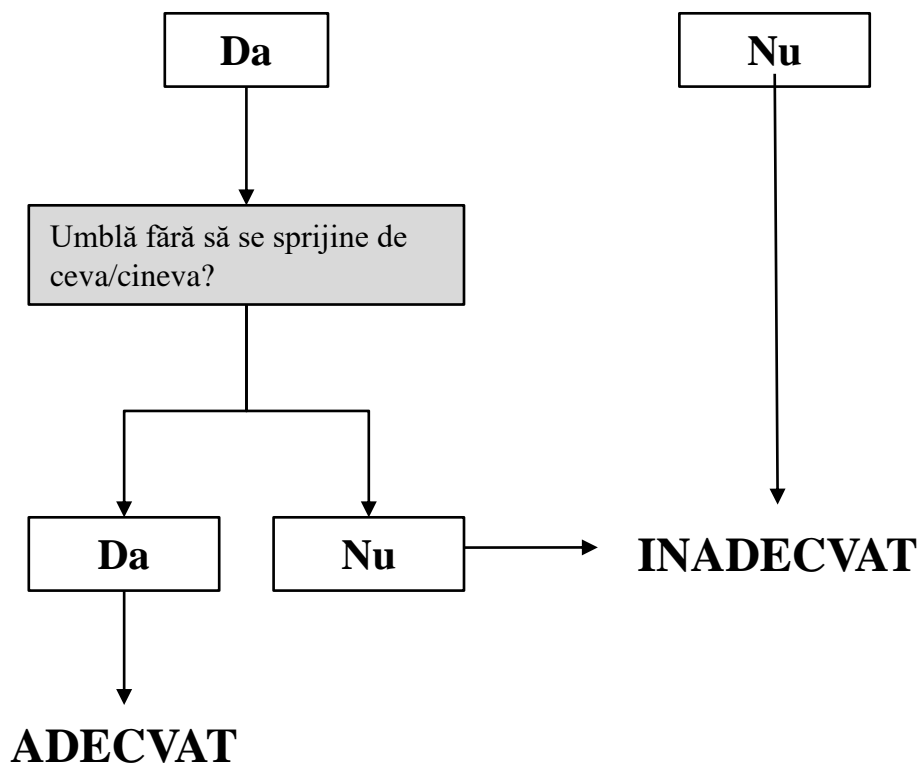 Da
Nu
Umblă fără să se sprijine de
ceva/cineva?
Da
Nu
INADECVAT
ADECVAT